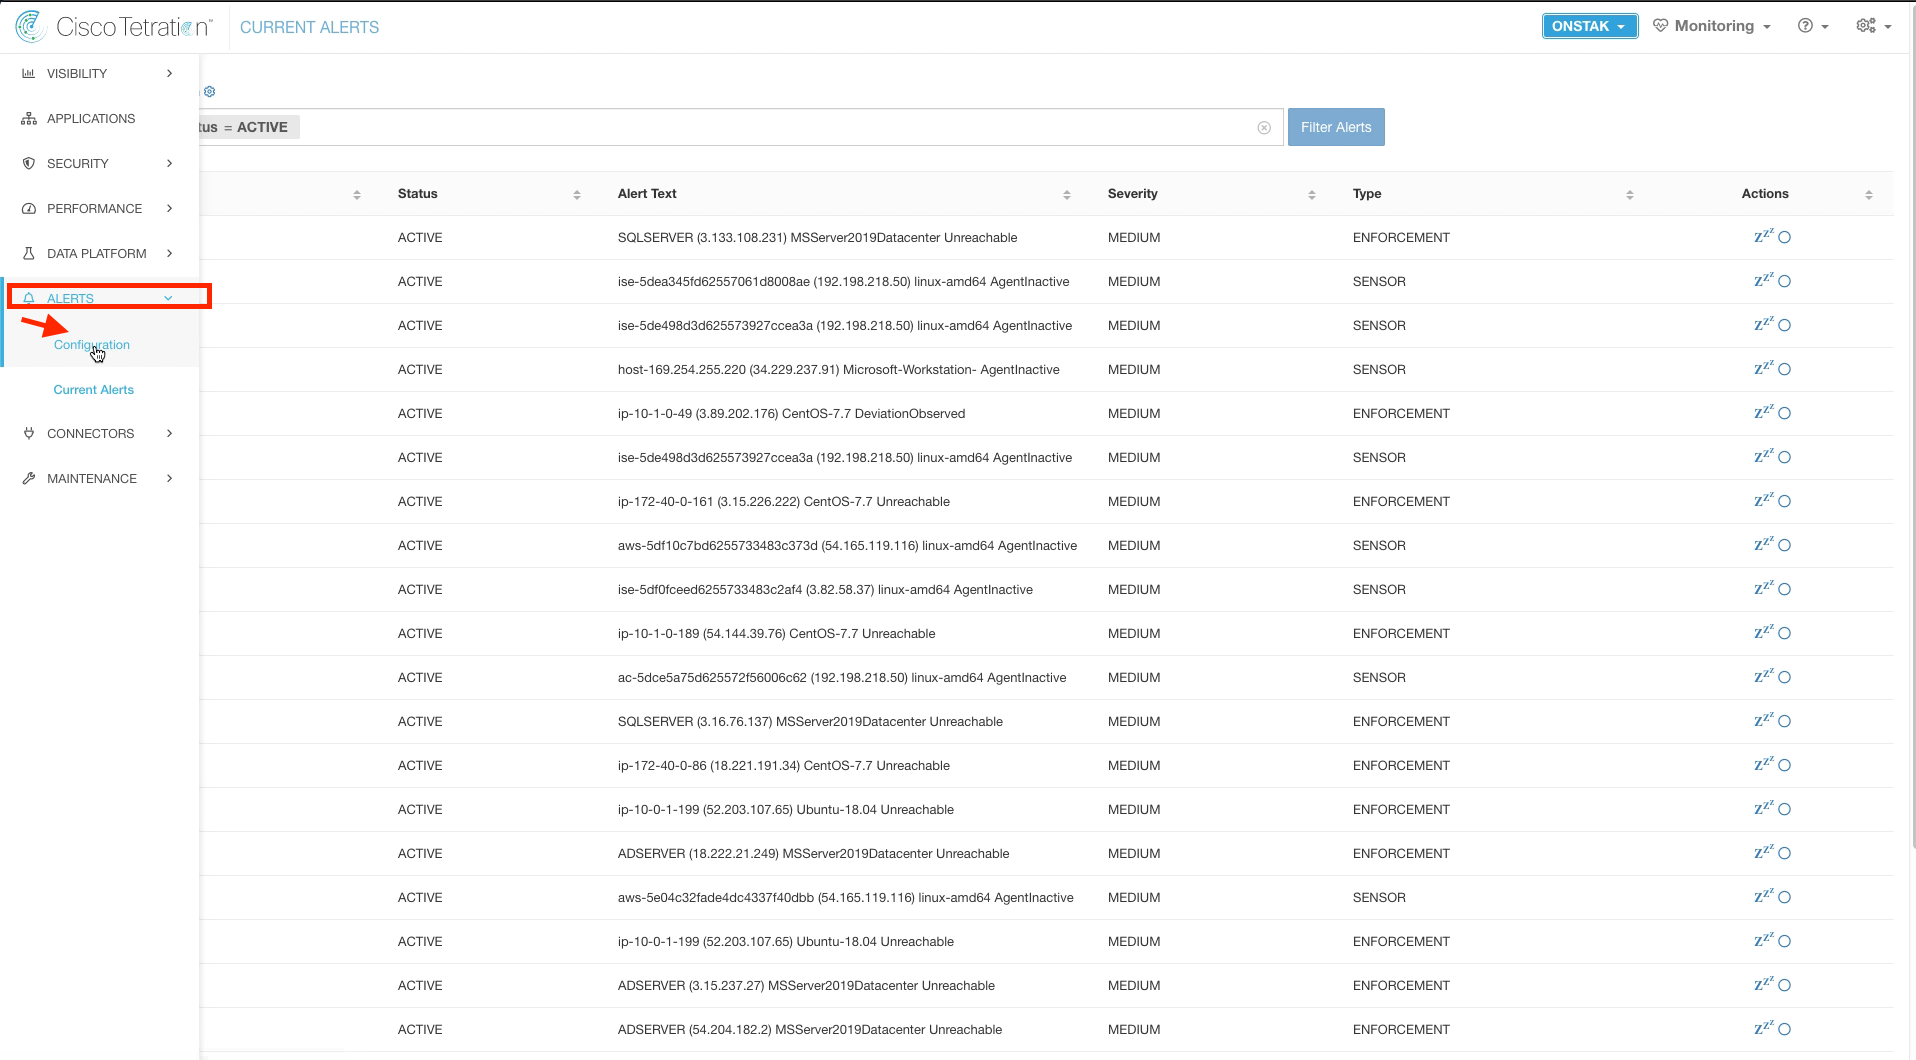 Cisco Tetration™ CURRENT ALERTS ONSTAK Monitoring
VISIBILITY
APPLICATIONS
tus = ACTIVE Filter Alerts
SECURITY
Status Alert Text Severity Type Actions
PERFORMANCE
ACTIVE SQLSERVER (3.133.108.231) MSServer2019Datacenter Unreachable MEDIUM ENFORCEMENT zzz
DATA PLATFORM
ACTIVE ise-5dea345fd62557061d8008ae (192.198.218.50) linux-amd64 AgentInactive MEDIUM SENSOR zzz
ALERTS
ACTIVE ise-5de498d3d625573927ccea3a (192.198.218.50) linux-amd64 AgentInactive MEDIUM SENSOR zzz
Configuration
ACTIVE host-169.254.255.220 (34.229.237.91) Microsoft-Workstation- AgentInactive MEDIUM SENSOR zzz
Current Alerts
ACTIVE ip-10-1-0-49 (3.89.202.176) CentOS-7.7 DeviationObserved MEDIUM ENFORCEMENT zzz
CONNECTORS
ACTIVE ise-5de498d3d625573927ccea3a (192.198.218.50) linux-amd64 AgentInactive MEDIUM SENSOR zzz
MAINTENANCE
ACTIVE ip-172-40-0-161 (3.15.226.222) CentOS-7.7 Unreachable MEDIUM ENFORCEMENT zzz
ACTIVE aws-5df10c7bd6255733483c373d (54.165.119.116) linux-amd64 AgentInactive MEDIUM SENSOR zzz
ACTIVE ise-5df0fceed6255733483c2af4 (3.82.58.37) linux-amd64 AgentInactive MEDIUM SENSOR zzz
ACTIVE ip-10-1-0-189 (54.144.39.76) CentOS-7.7 Unreachable MEDIUM ENFORCEMENT zzz
ACTIVE ac-5dce5a75d625572f56006c62 (192.198.218.50) linux-amd64 AgentInactive MEDIUM SENSOR zzz
ACTIVE SQLSERVER (3.16.76.137) MSServer2019Datacenter Unreachable MEDIUM ENFORCEMENT zzz
ACTIVE ip-172-40-0-86 (18.221.191.34) CentOS-7.7 Unreachable MEDIUM ENFORCEMENT zzz
ACTIVE ip-10-0-1-199 (52.203.107.65) Ubuntu-18.04 Unreachable MEDIUM ENFORCEMENT zzz
ACTIVE ADSERVER (18.222.21.249) MSServer2019Datacenter Unreachable MEDIUM ENFORCEMENT zzz
ACTIVE aws-5e04c32fade4dc4337f40dbb (54.165.119.116) linux-amd64 AgentInactive MEDIUM SENSOR zzz
ACTIVE ip-10-0-1-199 (52.203.107.65) Ubuntu-18.04 Unreachable MEDIUM ENFORCEMENT zzz
ACTIVE ADSERVER (3.15.237.27) MSServer2019Datacenter Unreachable MEDIUM ENFORCEMENT zzz
ACTIVE ADSERVER (54.204.182.2) MSServer2019Datacenter Unreachable MEDIUM ENFORCEMENT zzz